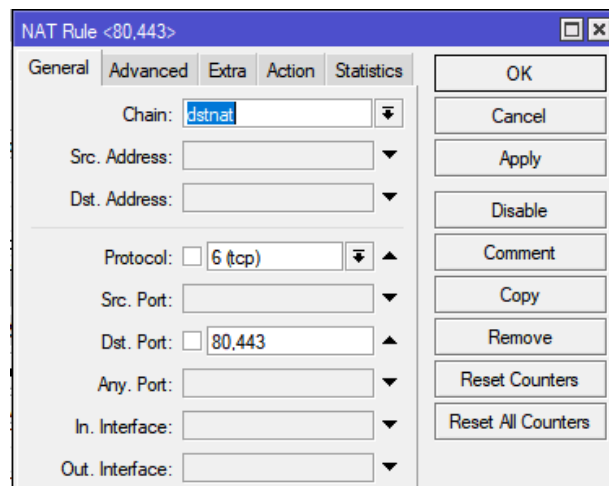 NAT Rule <80,443>
General Advanced Extra Action Statistics
OK
Chain: dstnat
Cancel
Src. Address:
Apply
Dst. Address:
Disable
Protocol: 6 (tcp)
Comment
Src. Port:
Copy
Dst. Port: 80,443
Remove
Any. Port:
Reset Counters
In. Interface:
Reset All Counters
Out. Interface: